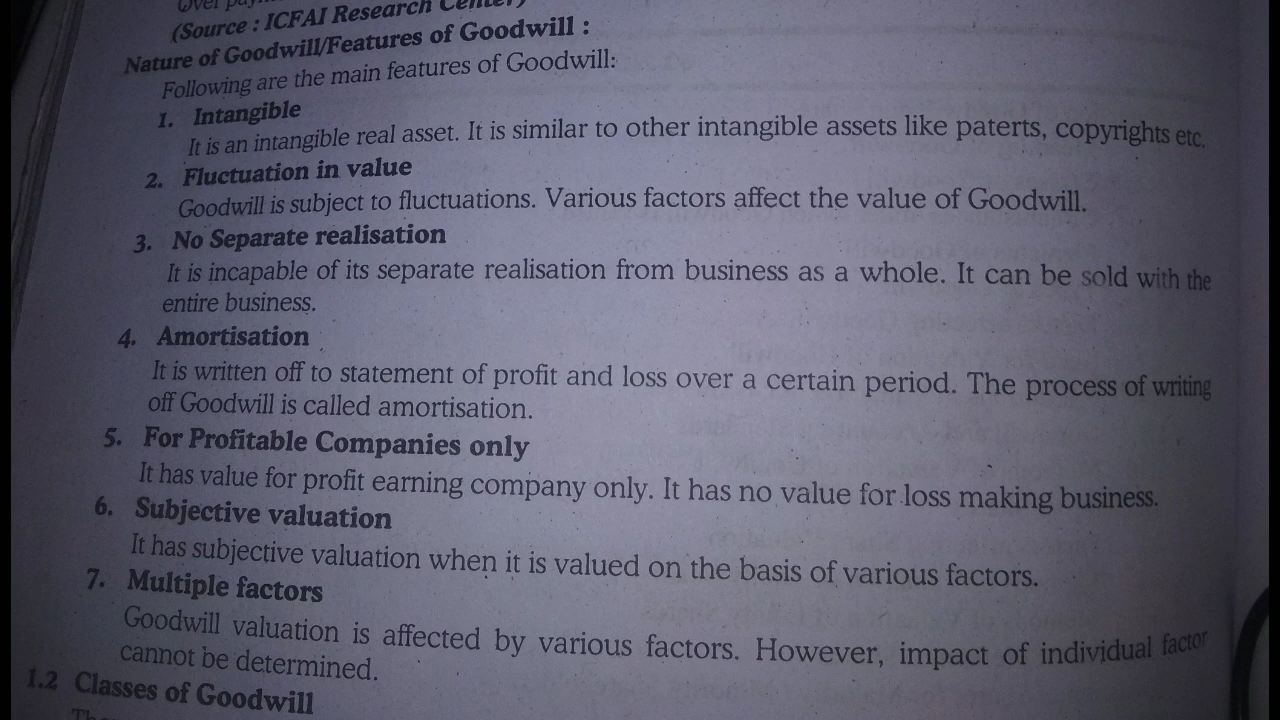 (Source : ICFAI Research Center)
Nature of Goodwill/Features of Goodwill :
Following are the main features of Goodwill:
1. Intangible
It is an intangible real asset. It is similar to other intangible assets like paterts, copyrights etc.
2. Fluctuation in value
Goodwill is subject to fluctuations. Various factors affect the value of Goodwill.
3. No Separate realisation
It is incapable of its separate realisation from business as a whole. It can be sold with the
entire business.
4. Amortisation
It is written off to statement of profit and loss over a certain period. The process of writing
off Goodwill is called amortisation.
5. For Profitable Companies only
It has value for profit earning company only. It has no value for loss making business.
6. Subjective valuation
It has subjective valuation when it is valued on the basis of various factors.
7. Multiple factors
Goodwill valuation is affected by various factors. However, impact of individual factor
cannot be determined.
1.2 Classes of Goodwill